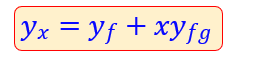 y_x = y_f + xy_{fg}